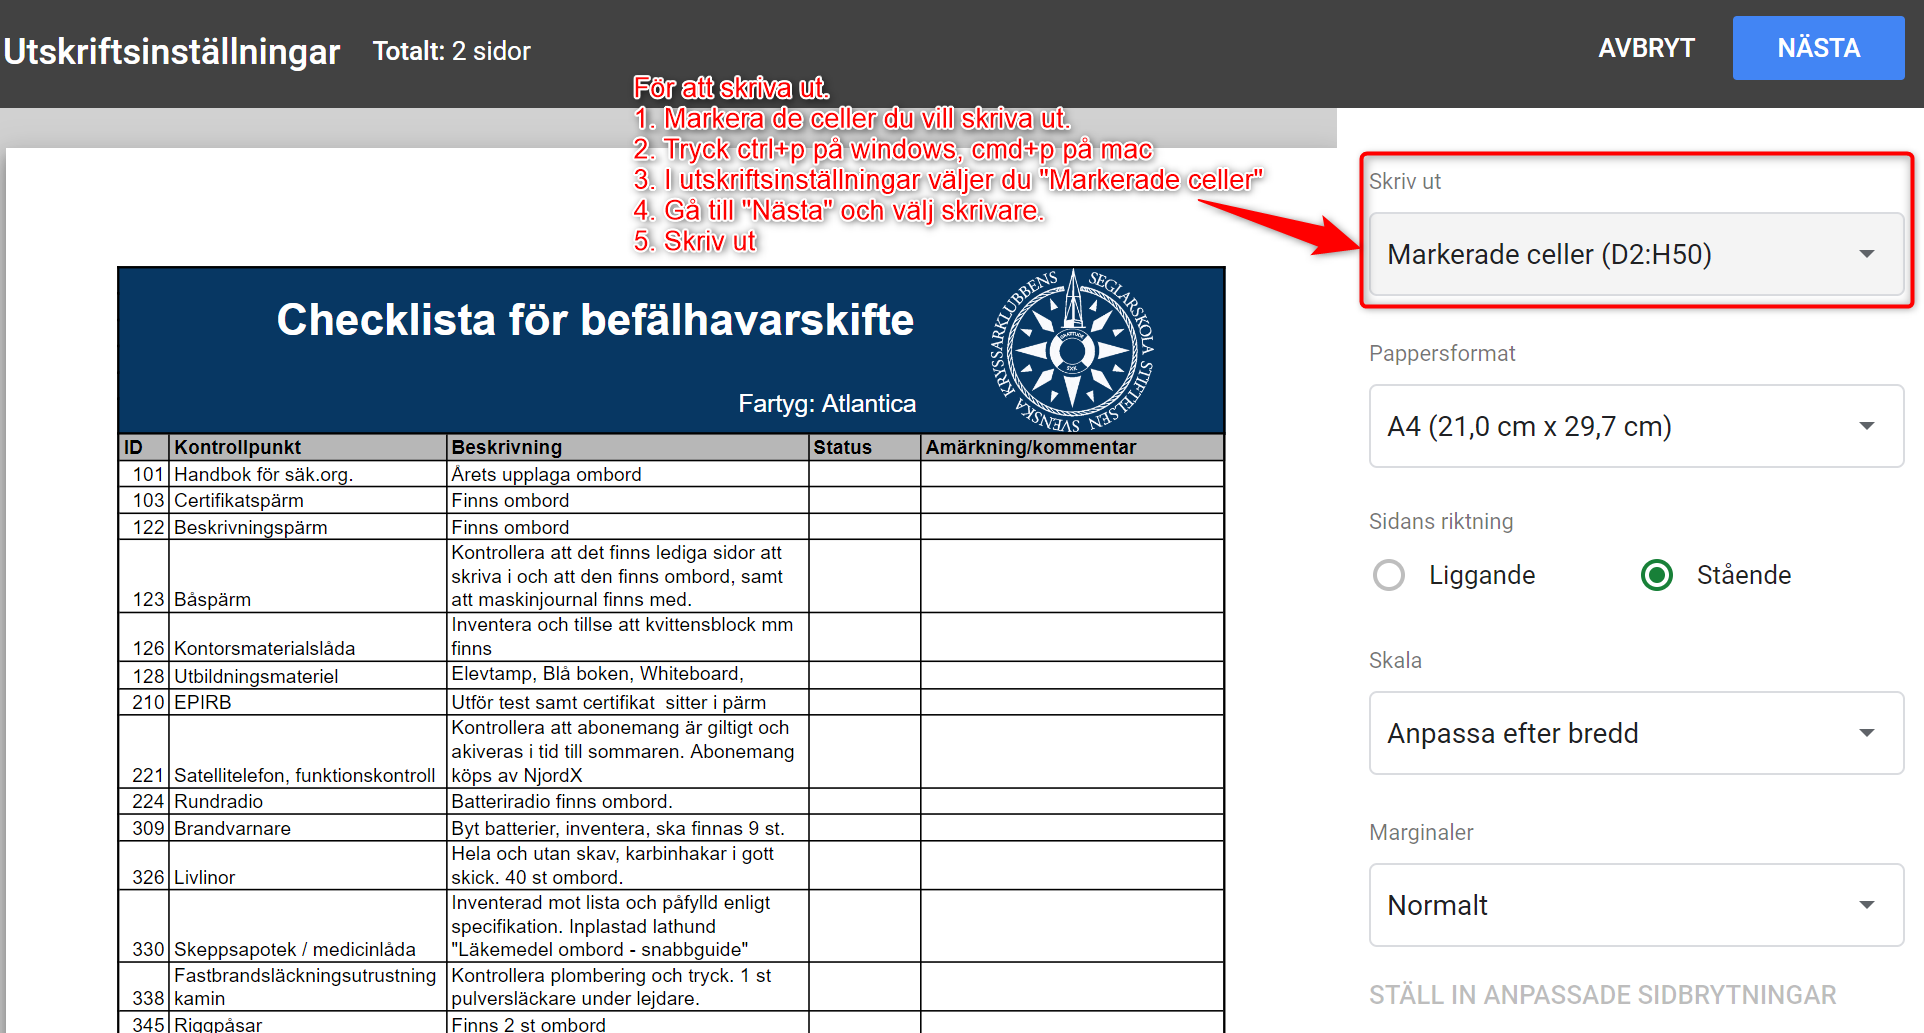 Utskriftsinställningar Totalt: 2 sidor AVBRYT NÄSTA
För att skriva ut.
1. Markera de celler du vill skriva ut.
2. Tryck ctrl+p på windows, cmd+p på mac
3. I utskriftsinställningar väljer du "Markerade celler"
4. Gå till "Nästa" och välj skrivare.
5. Skriv ut
Checklista för befälhavarskifte
Fartyg: Atlantica
SVENSKA KRYSSARKLUBBENS SEGLARSKOLA STIFTELSEN
SXK
ID Kontrollpunkt Beskrivning Status Amärkning/kommentar
101 Handbok för säk.org. Årets upplaga ombord
103 Certifikatspärm Finns ombord
122 Beskrivningspärm Finns ombord
Kontrollera att det finns lediga sidor att
skriva i och att den finns ombord, samt
123 Båspärm att maskinjournal finns med.
Inventera och tillse att kvittensblock mm
126 Kontorsmaterialslåda finns
128 Utbildningsmateriel Elevtamp, Blå boken, Whiteboard,
210 EPIRB Utför test samt certifikat  sitter i pärm
Kontrollera att abonemang är giltigt och
akiveras i tid till sommaren. Abonemang
221 Satellitelefon, funktionskontroll köps av NjordX
224 Rundradio Batteriradio finns ombord.
309 Brandvarnare Byt batterier, inventera, ska finnas 9 st.
Hela och utan skav, karbinhakar i gott
326 Livlinor skick. 40 st ombord.
Inventerad mot lista och påfylld enligt
specifikation. Inplastad lathund
330 Skeppsapotek / medicinlåda "Läkemedel ombord - snabbguide"
Fastbrandsläckningsutrustning Kontrollera plombering och tryck. 1 st
338 kamin pulversläckare under lejdare.
345 Riggpåsar Finns 2 st ombord
Skriv ut
Markerade celler (D2:H50)
Pappersformat
A4 (21,0 cm x 29,7 cm)
Sidans riktning
Liggande Stående
Skala
Anpassa efter bredd
Marginaler
Normalt
STÄLL IN ANPASSADE SIDBRYTNINGAR